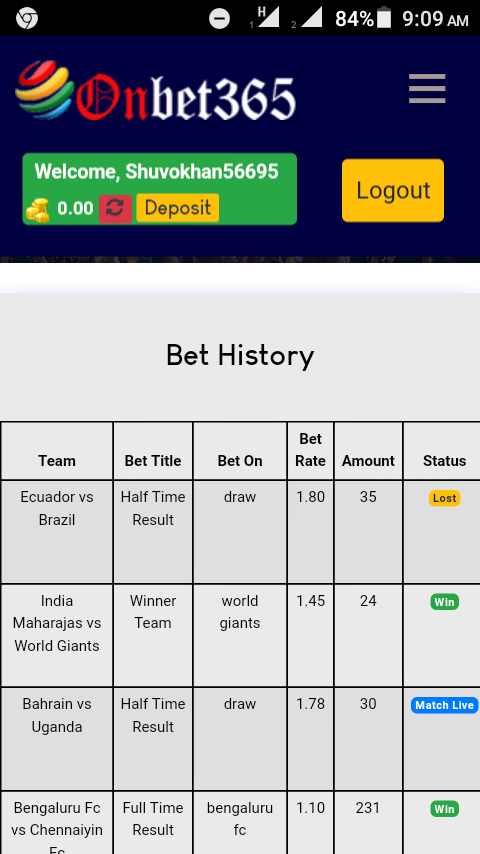 H
1 2 84% 9:09 AM
Onbet365
Welcome, Shuvokhan56695
0.00 Deposit
Logout
Bet History
Team Bet Title Bet On Bet Rate Amount Status
Ecuador vs Brazil Half Time Result draw 1.80 35 Lost
India Maharajas vs World Giants Winner Team world giants 1.45 24 Win
Bahrain vs Uganda Half Time Result draw 1.78 30 Match Live
Bengaluru Fc vs Chennaiyin Fc Full Time Result bengaluru fc 1.10 231 Win